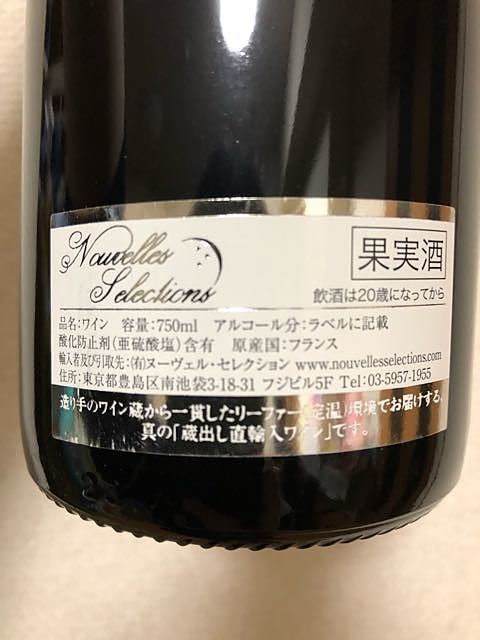 Nouvelles
Selections
果実酒
飲酒は20歳になってから
品名:ワイン 容量:750ml アルコール分:ラベルに記載
酸化防止剤(亜硫酸塩)含有 原産国:フランス
輸入者及び引取先:(有)ヌーヴェル・セレクション www.nouvellesselections.com
住所:東京都豊島区南池袋3-18-31 フジビル5F Tel:03-5957-1955
造り手のワイン蔵から一貫したリーファー(定温)環境でお届けする、
真の「蔵出し直輸入ワイン」です。